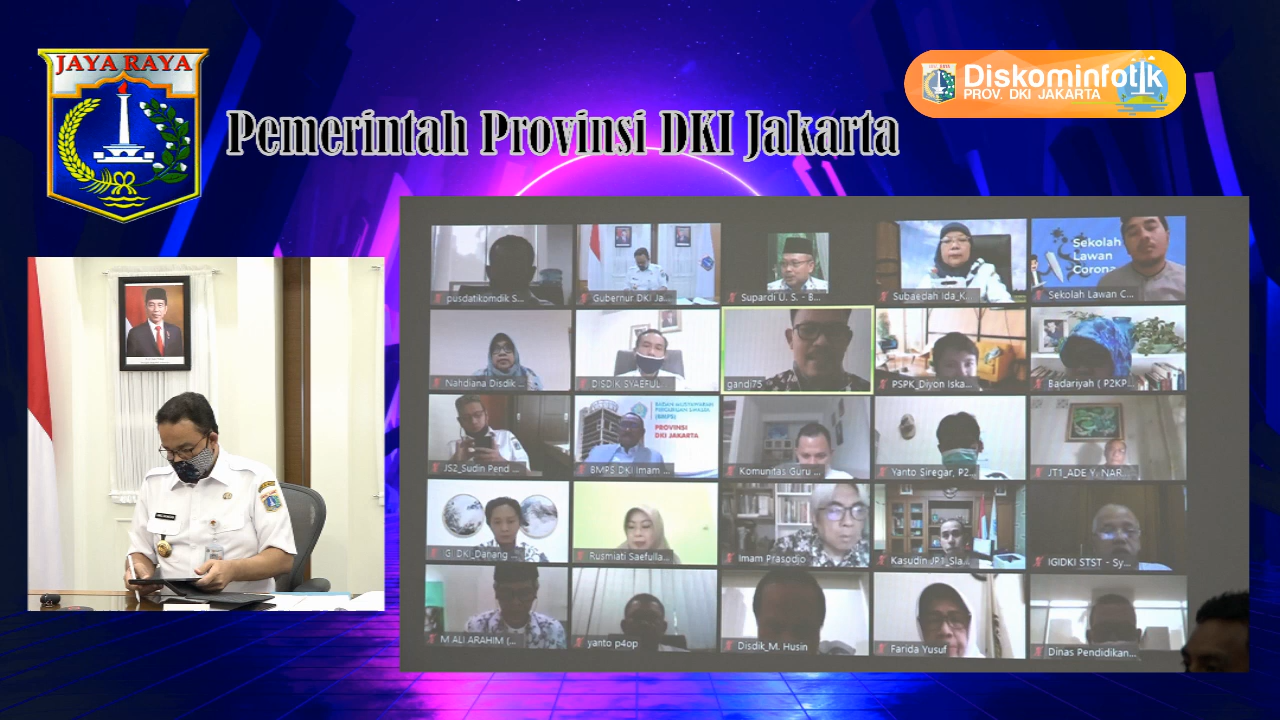 JAYA RAYA
Pemerintah Provinsi DKI Jakarta
Diskominfotik
PROV. DKI JAKARTA
pusdatikomdik S...
Gubernur DKI Ja...
Supardi U. S. - B...
Subaedah Ida_K...
Sekolah
Lawan
Corona
Sekolah Lawan C...
Nahdiana Disdik ...
DISDIK SYAEFUL...
gandi75
PSPK_Diyon Iska...
Badariyah ( P2KP...
JS2_Sudin Pend ...
PROVINSI
DKI JAKARTA
BMPS DKI Imam ...
Komunitas Guru ...
Yanto Siregar, P2...
JT1_ADE Y. NAR...
IGI DKI_Danang ...
Rusmiati Saefulla...
Imam Prasodjo
Kasudin JP1_Sla...
IGIDKI STST - Sy...
M ALI ARAHIM (...
yanto p4op
Disdik_M. Husin
Farida Yusuf
Dinas Pendidikan...